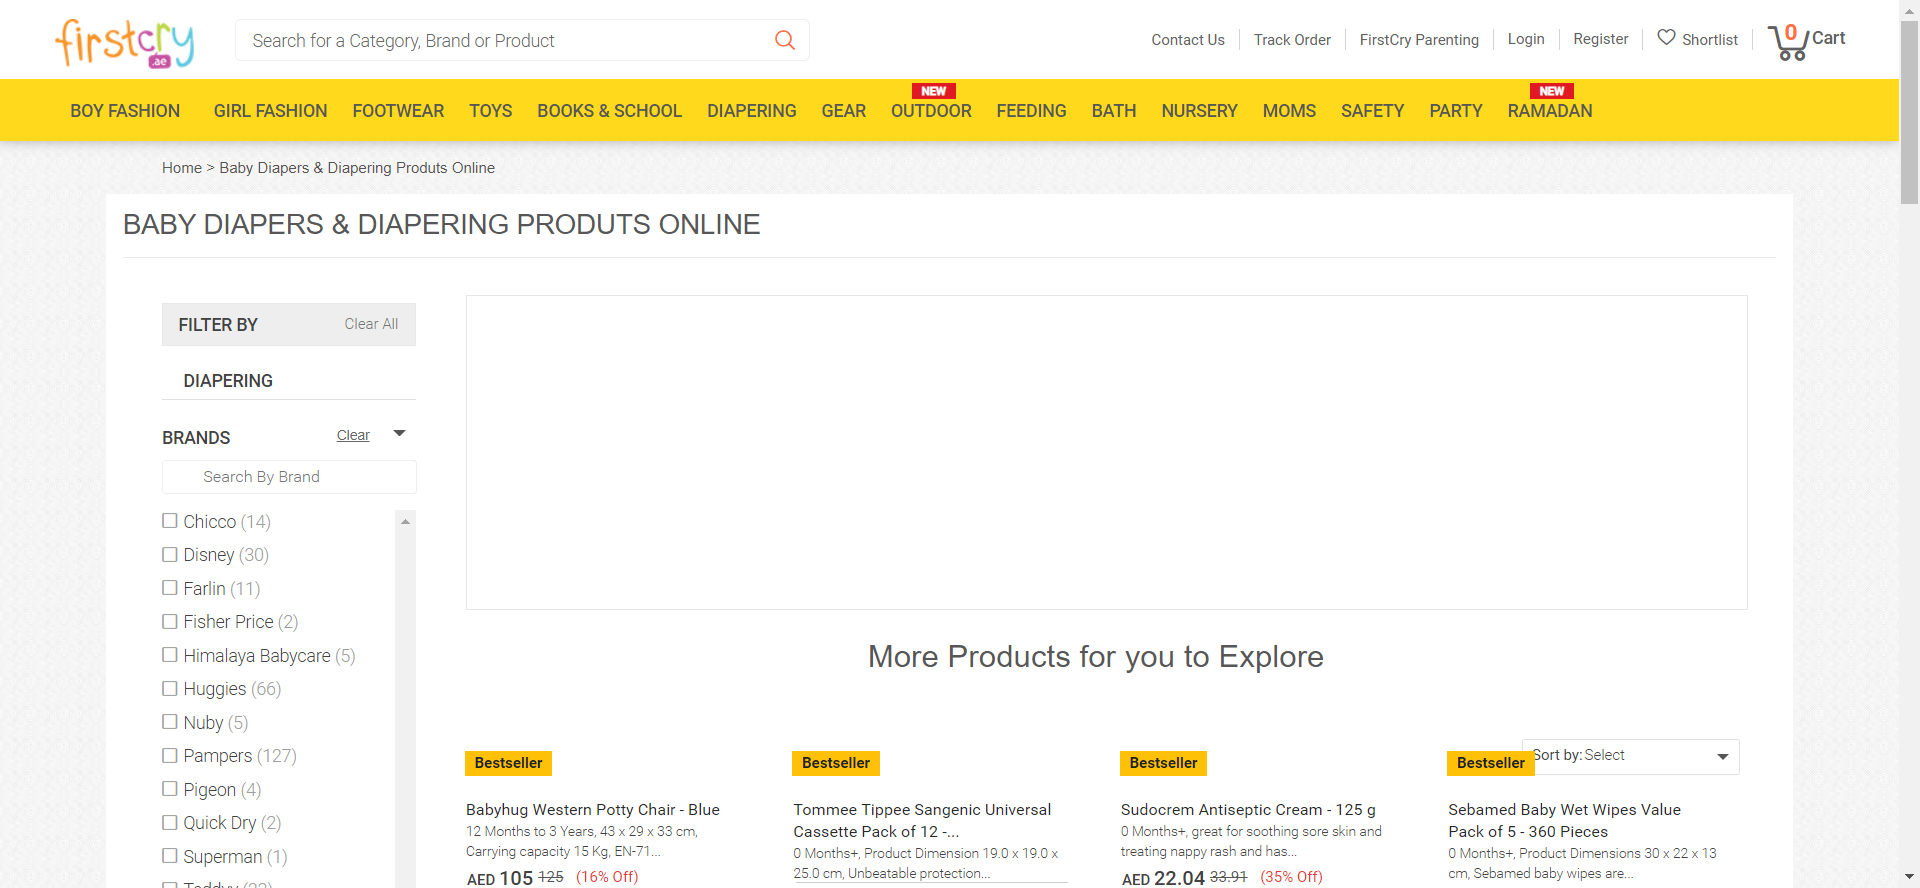 firstcry
.ae
Search for a Category, Brand or Product
Contact Us
Track Order
FirstCry Parenting
Login
Register
Shortlist
0
Cart
BOY FASHION
GIRL FASHION
FOOTWEAR
TOYS
BOOKS & SCHOOL
DIAPERING
GEAR
NEW
OUTDOOR
FEEDING
BATH
NURSERY
MOMS
SAFETY
PARTY
NEW
RAMADAN
Home > Baby Diapers & Diapering Produts Online
BABY DIAPERS & DIAPERING PRODUTS ONLINE
FILTER BY
Clear All
DIAPERING
BRANDS
Clear
Search By Brand
Chicco (14)
Disney (30)
Farlin (11)
Fisher Price (2)
Himalaya Babycare (5)
Huggies (66)
Nuby (5)
Pampers (127)
Pigeon (4)
Quick Dry (2)
Superman (1)
More Products for you to Explore
Sort by: Select
Bestseller
Babyhug Western Potty Chair - Blue
12 Months to 3 Years, 43 x 29 x 33 cm,
Carrying capacity 15 Kg, EN-71...
AED 105 125 (16% Off)
Bestseller
Tommee Tippee Sangenic Universal
Cassette Pack of 12 -...
0 Months+, Product Dimension 19.0 x 19.0 x
25.0 cm, Unbeatable protection...
Bestseller
Sudocrem Antiseptic Cream - 125 g
0 Months+, great for soothing sore skin and
treating nappy rash and has...
AED 22.04 33.91 (35% Off)
Bestseller
Sebamed Baby Wet Wipes Value
Pack of 5 - 360 Pieces
0 Months+, Product Dimensions 30 x 22 x 13
cm, Sebamed baby wipes are...